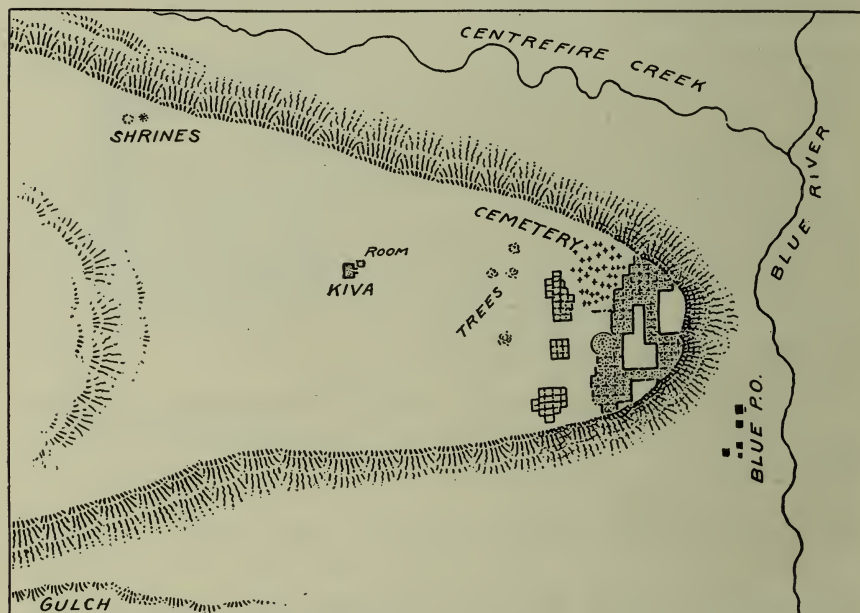 CENTREFIRE CREEK
BLUE RIVER
SHRINES
CEMETERY
ROOM
KIVA
TREES
BLUE P.O.
GULCH